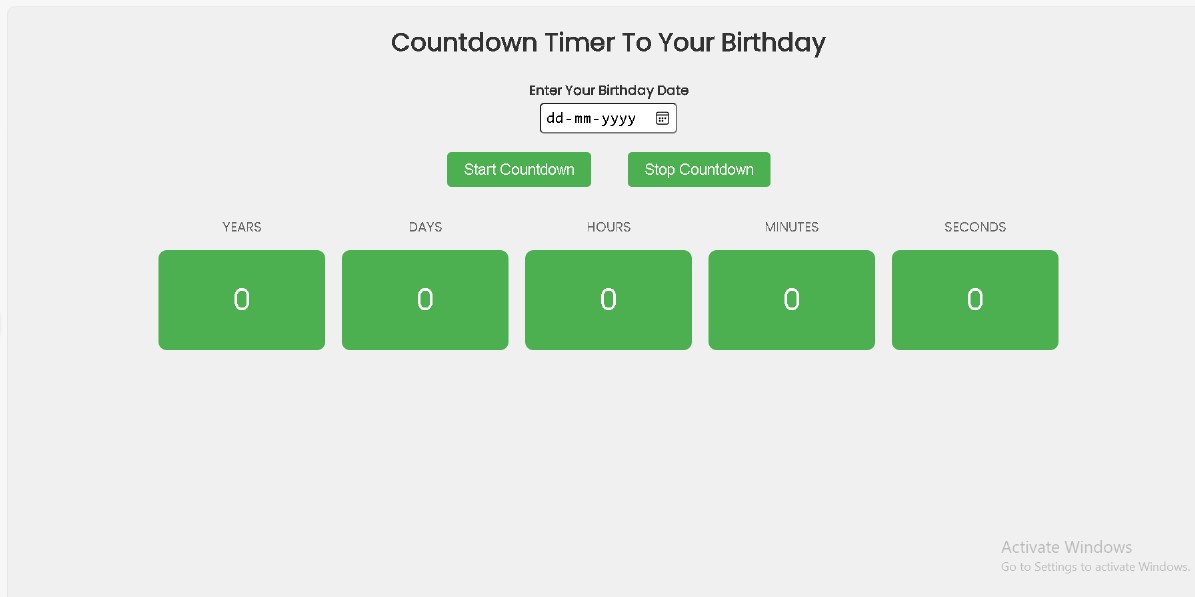 Countdown Timer To Your Birthday
Enter Your Birthday Date
dd-mm-yyyy
Start Countdown Stop Countdown
YEARS DAYS HOURS MINUTES SECONDS
0 0 0 0 0
Activate Windows
Go to Settings to activate Windows.